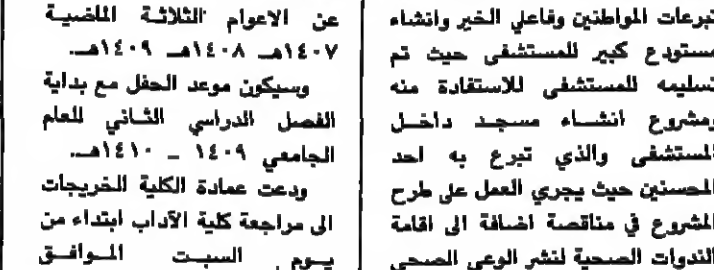 تبرعات المواطنين وفاعلي الخير وانشاء
مستودع كبير للمستشفى حيث تم
تسليمه للمستشفى للاستفادة منه
ومشروع انشاء مسجد داخل
المستشفى والذي تبرع به احد
المحسنين حيث يجري العمل على طرح
المشروع في مناقصة اضافة الى اقامة
الندوات الصحية لنشر الوعي الصحي
عن الاعوام الثلاثة الماضية
١٤٠٧هـ ١٤٠٨هـ ١٤٠٩هـ.
وسيكون موعد الحفل مع بداية
الفصل الدراسي الثاني للعام
الجامعي ١٤٠٩ - ١٤١٠هـ.
ودعت عمادة الكلية الخريجات
الى مراجعة كلية الآداب ابتداء من
يوم السبت الموافق